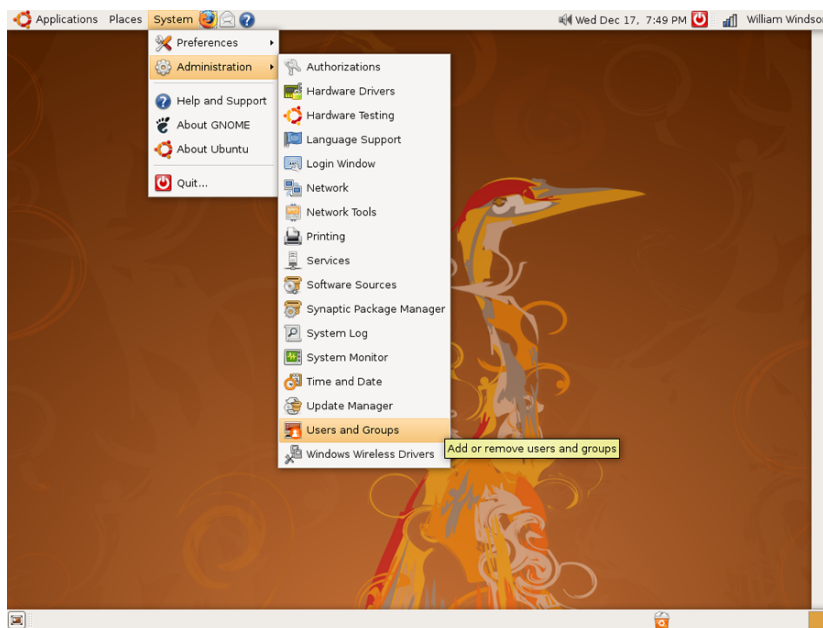 Applications Places System Wed Dec 17, 7:49 PM William Windso
Preferences
Administration
Help and Support
About GNOME
About Ubuntu
Quit...
Authorizations
Hardware Drivers
Hardware Testing
Language Support
Login Window
Network
Network Tools
Printing
Services
Software Sources
Synaptic Package Manager
System Log
System Monitor
Time and Date
Update Manager
Users and Groups
Add or remove users and groups
Windows Wireless Drivers